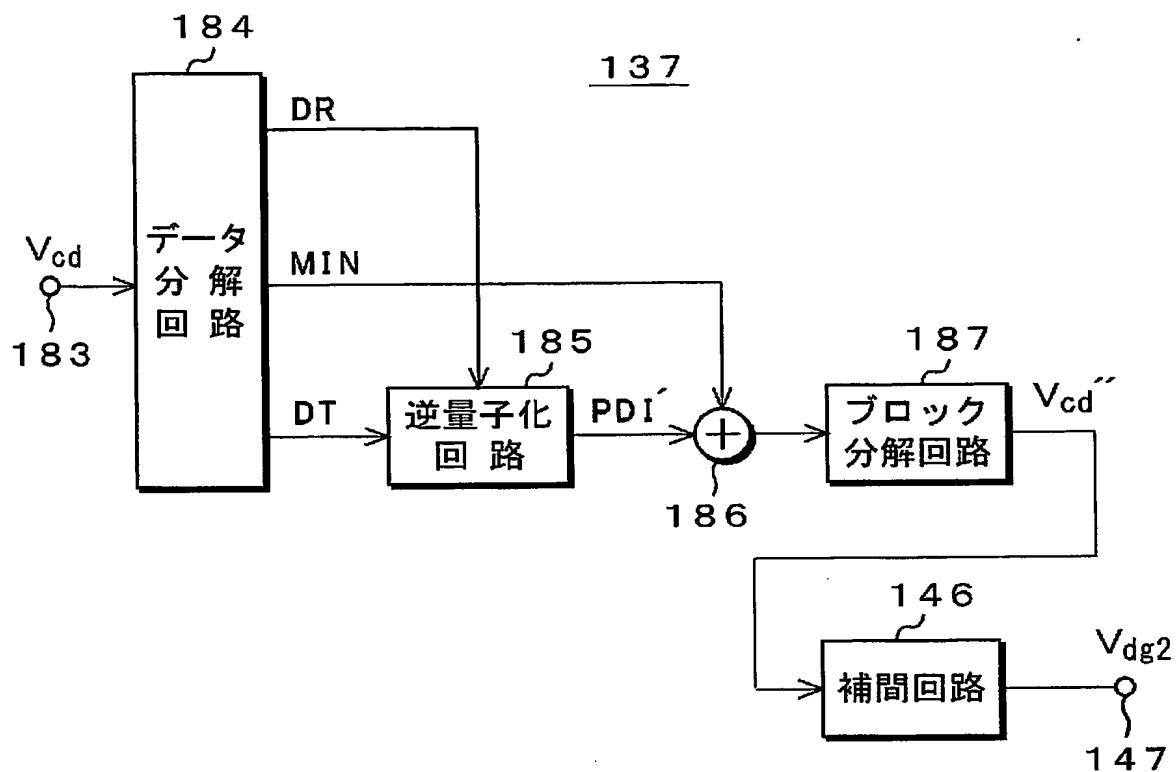 184
137
DR
Vcd
データ
分解
回路
MIN
183
185
187
DT
逆量子化
回路
PDI′
ブロック
分解回路
Vcd″
186
146
補間回路
Vdg2
147